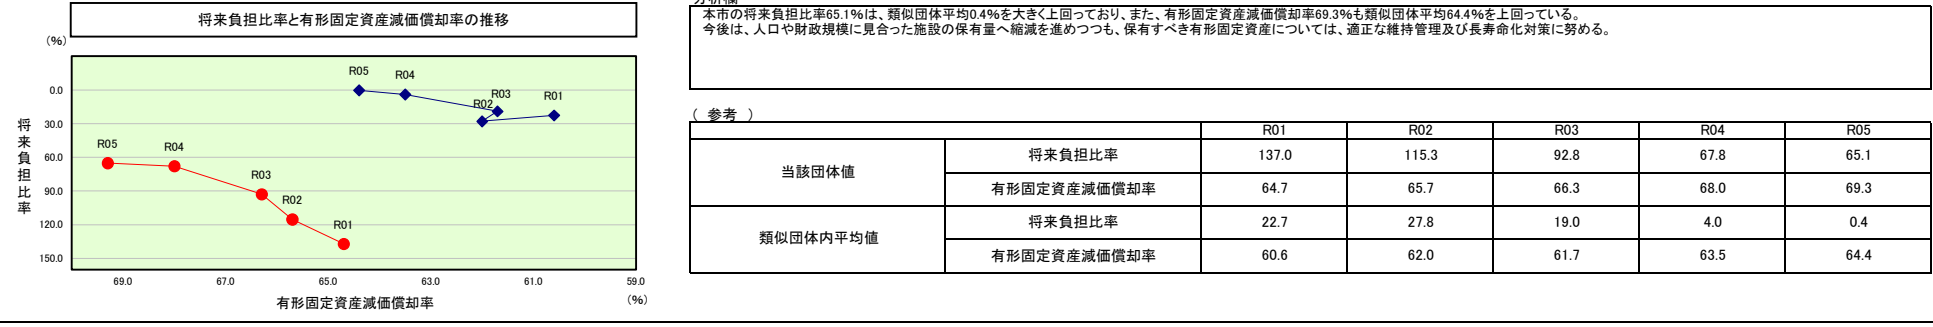 将来負担比率と有形固定資産減価償却率の推移
(%)
R05
R04
R03
R02
R01
0.0
30.0
60.0
90.0
120.0
150.0
将来負担比率
R05
R04
R03
R02
R01
69.0
67.0
65.0
63.0
61.0
59.0
有形固定資産減価償却率
(%)
分析欄
本市の将来負担比率65.1%は、類似団体平均0.4%を大きく上回っており、また、有形固定資産減価償却率69.3%も類似団体平均64.4%を上回っている。
今後は、人口や財政規模に見合った施設の保有量へ縮減を進めつつも、保有すべき有形固定資産については、適正な維持管理及び長寿命化対策に努める。
( 参考 )
R01 R02 R03 R04 R05
当該団体値
将来負担比率 137.0 115.3 92.8 67.8 65.1
有形固定資産減価償却率 64.7 65.7 66.3 68.0 69.3
類似団体内平均値
将来負担比率 22.7 27.8 19.0 4.0 0.4
有形固定資産減価償却率 60.6 62.0 61.7 63.5 64.4